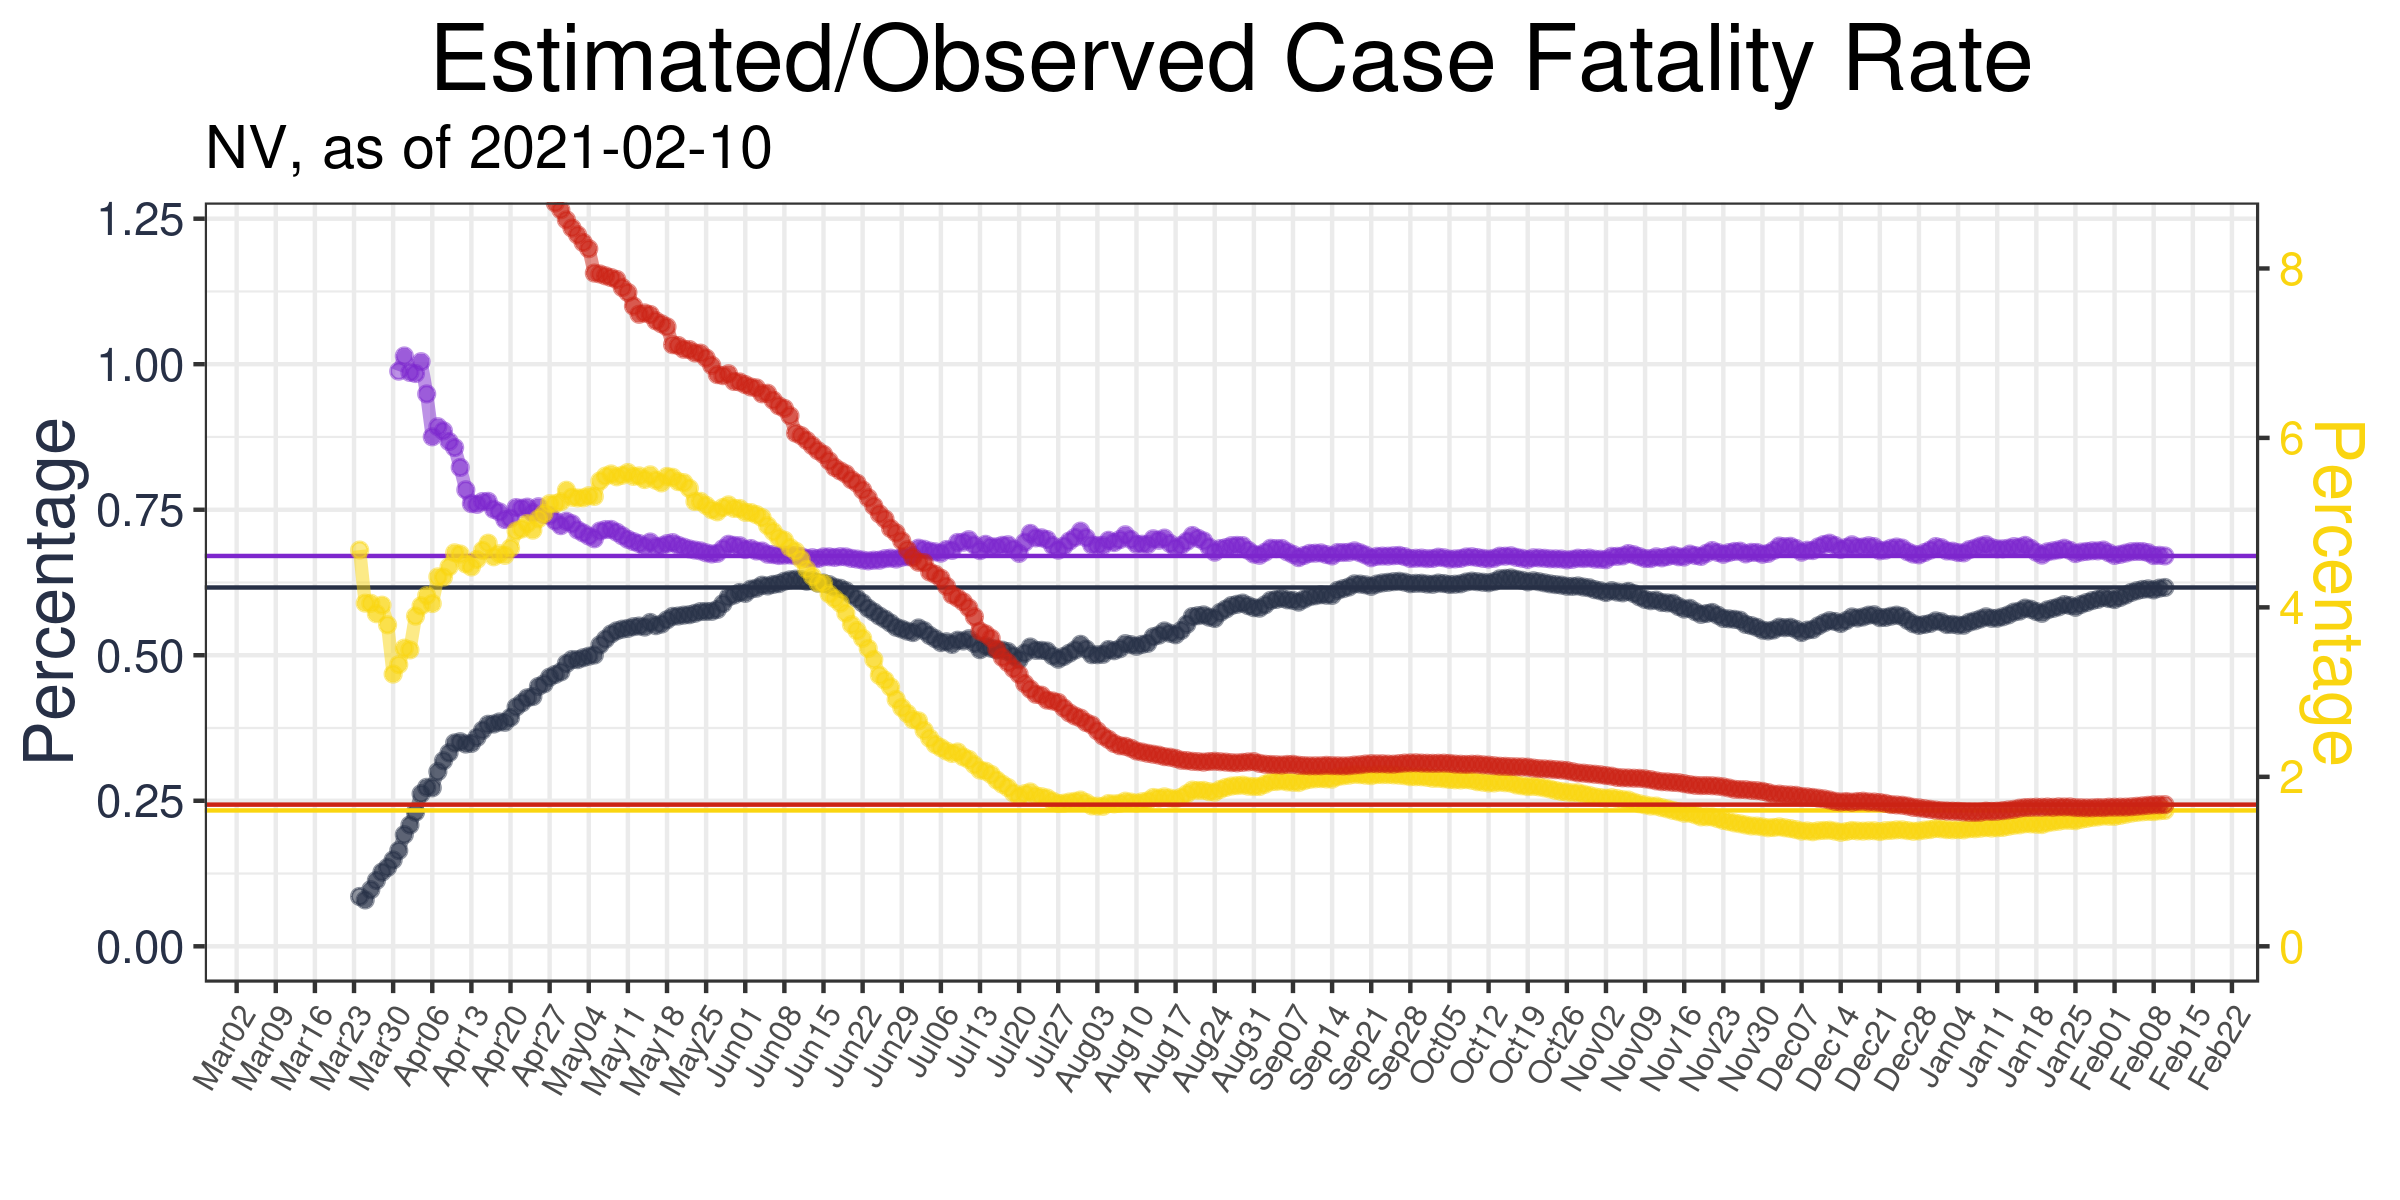 Estimated/Observed Case Fatality Rate
NV, as of 2021-02-10
Percentage
1.25
1.00
0.75
0.50
0.25
0.00
8
6
4
2
0
Percentage
Mar02
Mar09
Mar16
Mar23
Mar30
Apr06
Apr13
Apr20
Apr27
May04
May11
May18
May25
Jun01
Jun08
Jun15
Jun22
Jun29
Jul06
Jul13
Jul20
Jul27
Aug03
Aug10
Aug17
Aug24
Aug31
Sep07
Sep14
Sep21
Sep28
Oct05
Oct12
Oct19
Oct26
Nov02
Nov09
Nov16
Nov23
Nov30
Dec07
Dec14
Dec21
Dec28
Jan04
Jan11
Jan18
Jan25
Feb01
Feb08
Feb15
Feb22